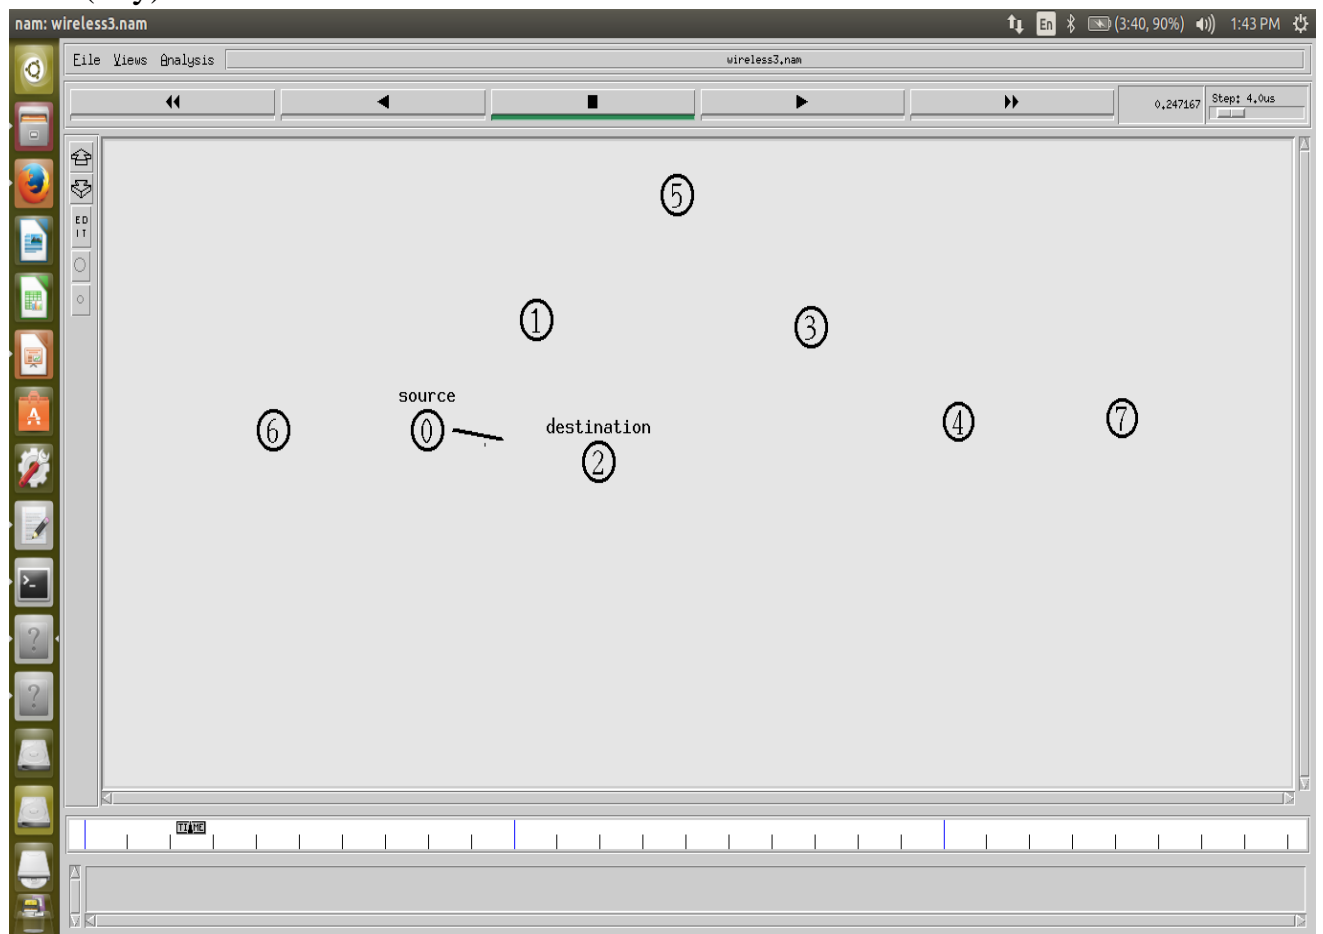 nam: wireless3.nam
En (3:40, 90%) 1:43 PM
File Views Analysis wireless3.nam
0.247167 Step: 4.0us
ED
IT
5
1
3
source
6 0 4 7
destination
2
TIME